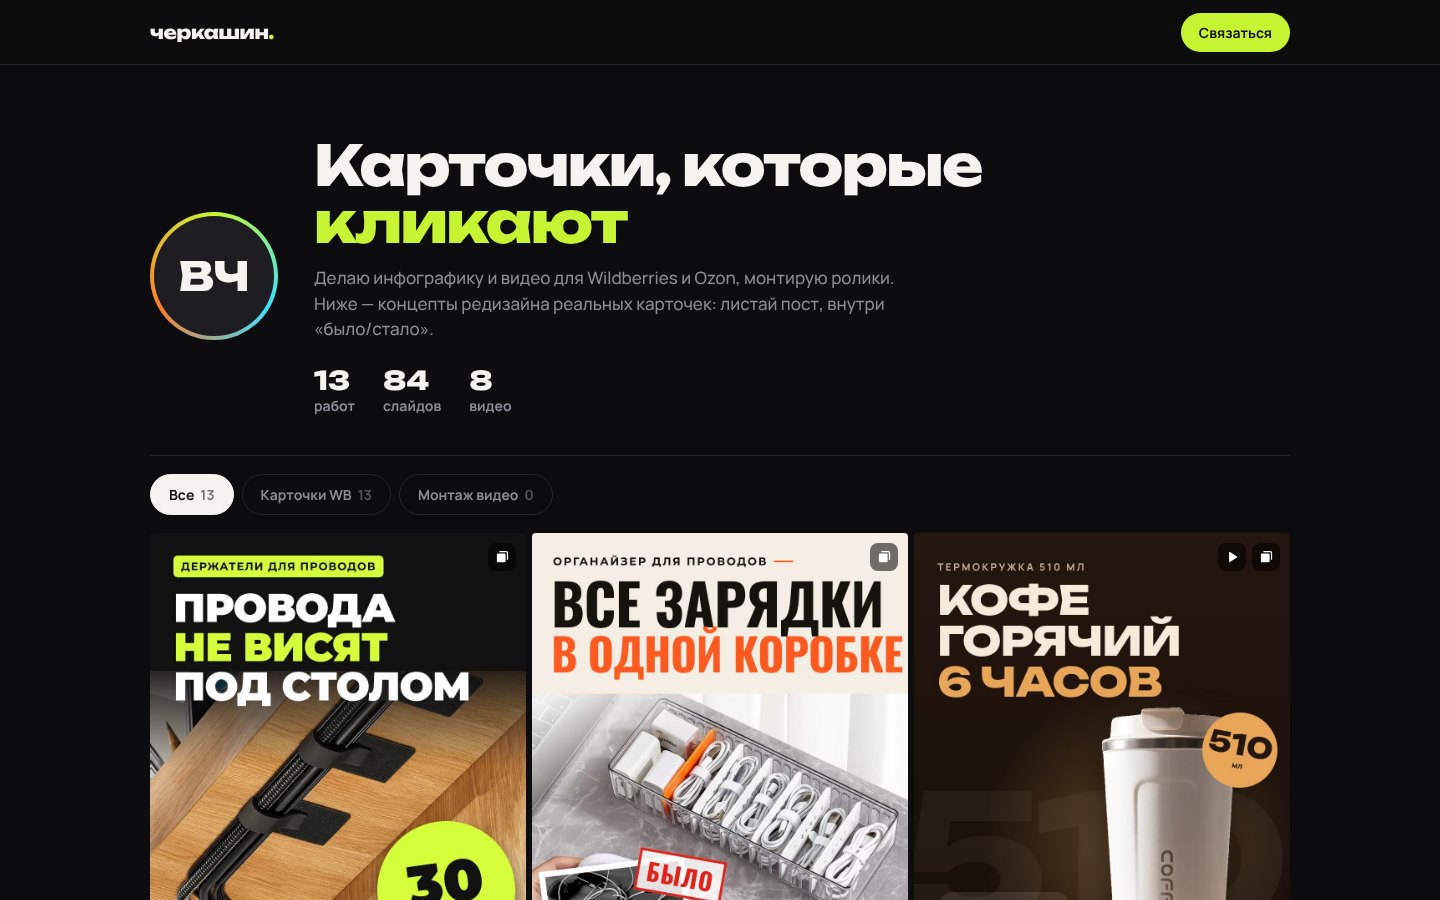 черкашин.
Связаться
Карточки, которые
кликают
ВЧ
Делаю инфографику и видео для Wildberries и Ozon, монтирую ролики.
Ниже — концепты редизайна реальных карточек: листай пост, внутри
«было/стало».
13
работ
84
слайдов
8
видео
Все 13
Карточки WB 13
Монтаж видео 0
ДЕРЖАТЕЛИ ДЛЯ ПРОВОДОВ
ПРОВОДА
НЕ ВИСЯТ
ПОД СТОЛОМ
30
ОРГАНАЙЗЕР ДЛЯ ПРОВОДОВ —
ВСЕ ЗАРЯДКИ
В ОДНОЙ КОРОБКЕ
БЫЛО
ТЕРМОКРУЖКА 510 МЛ
КОФЕ
ГОРЯЧИЙ
6 ЧАСОВ
510
мл
510